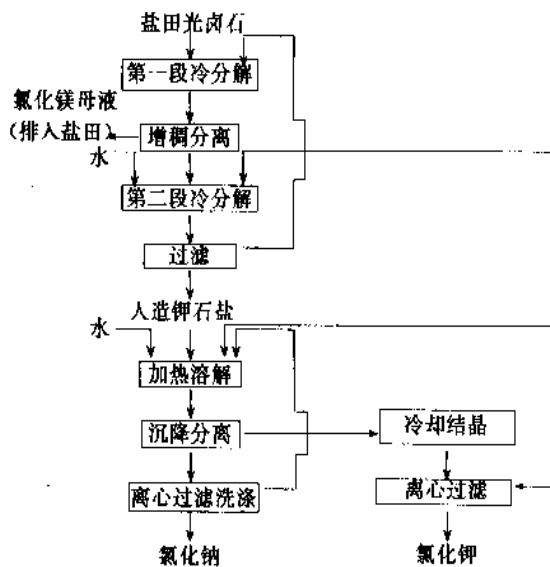 盐田光卤石
第一段冷分解
氯化镁母液
(排入盐田)
增稠分离
水
第二段冷分解
过滤
人造钾石盐
水
加热溶解
沉降分离
冷却结晶
离心过滤洗涤
离心过滤
氯化钠
氯化钾